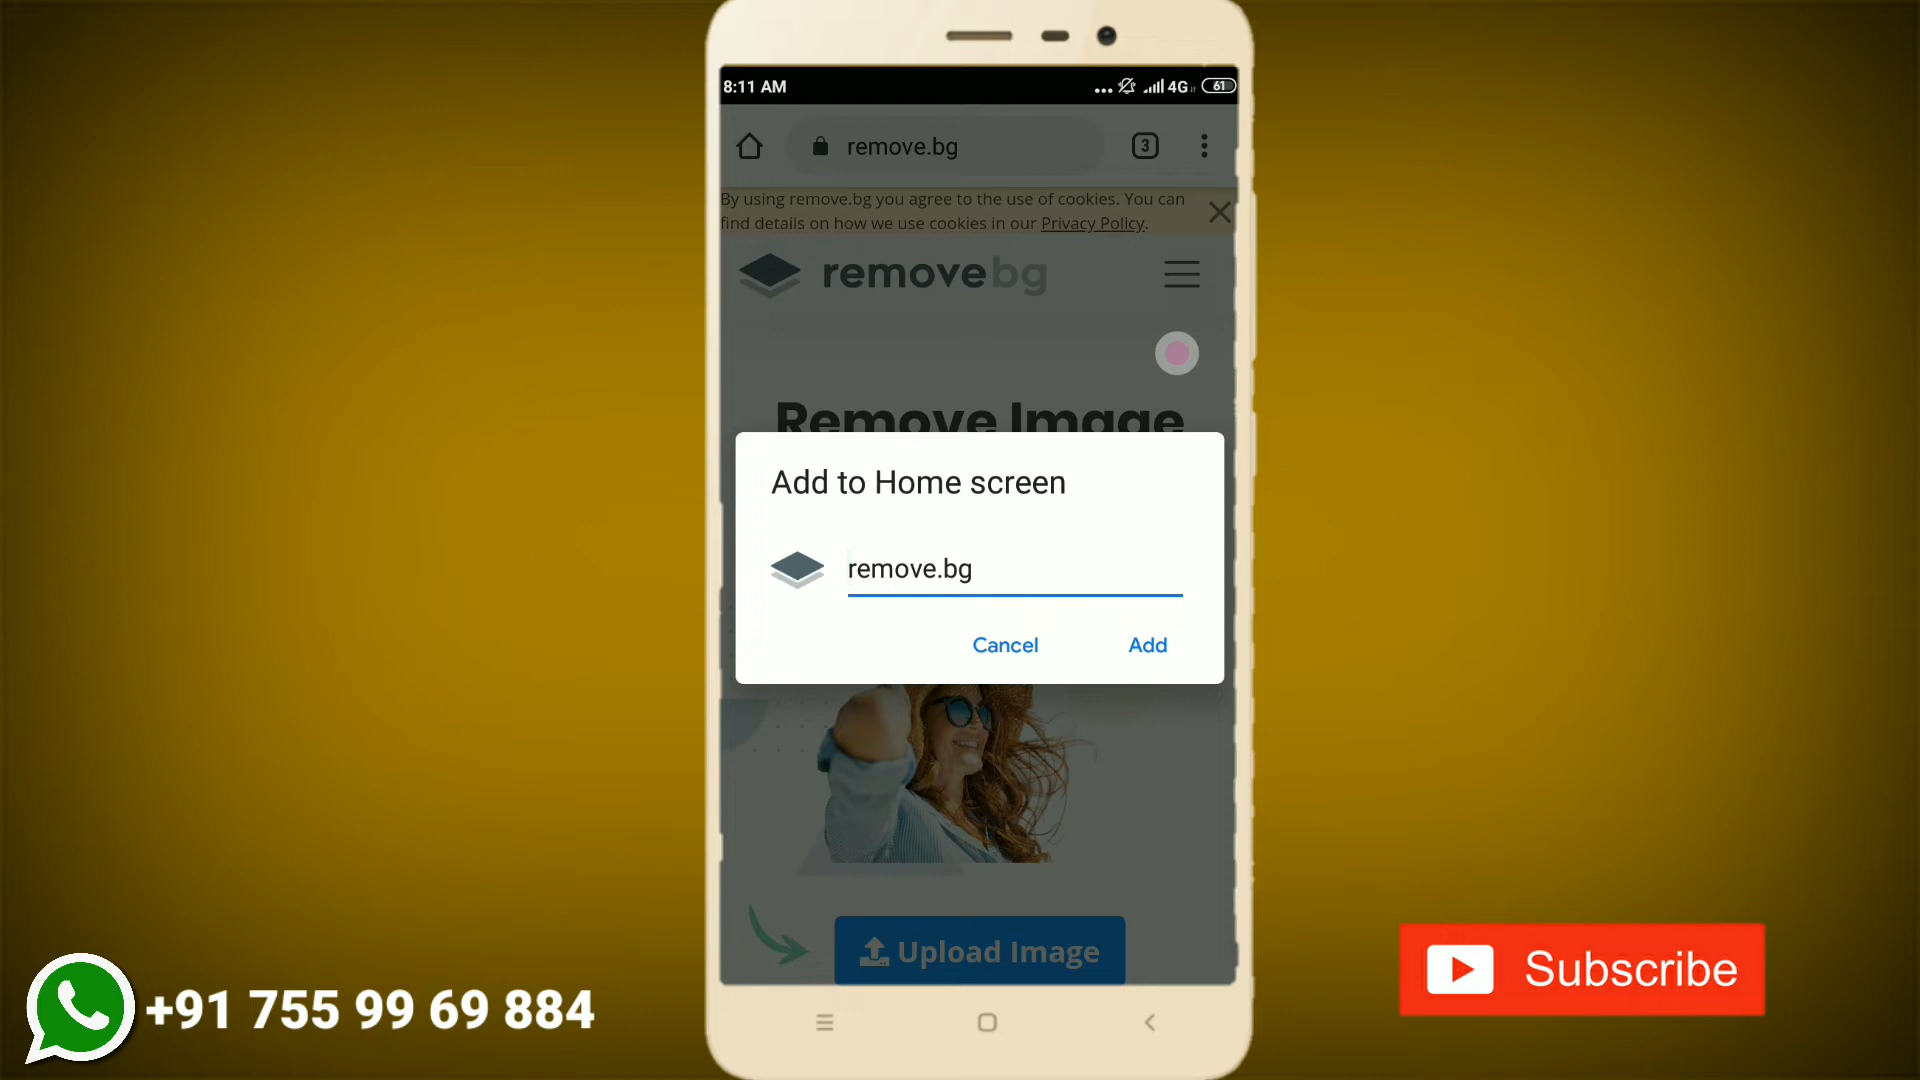 8:11 AM
4G 61
remove.bg
3
By using remove.bg you agree to the use of cookies. You can
find details on how we use cookies in our Privacy Policy.
removebg
Remove Image
Add to Home screen
remove.bg
Cancel Add
Upload Image
+91 755 99 69 884
Subscribe